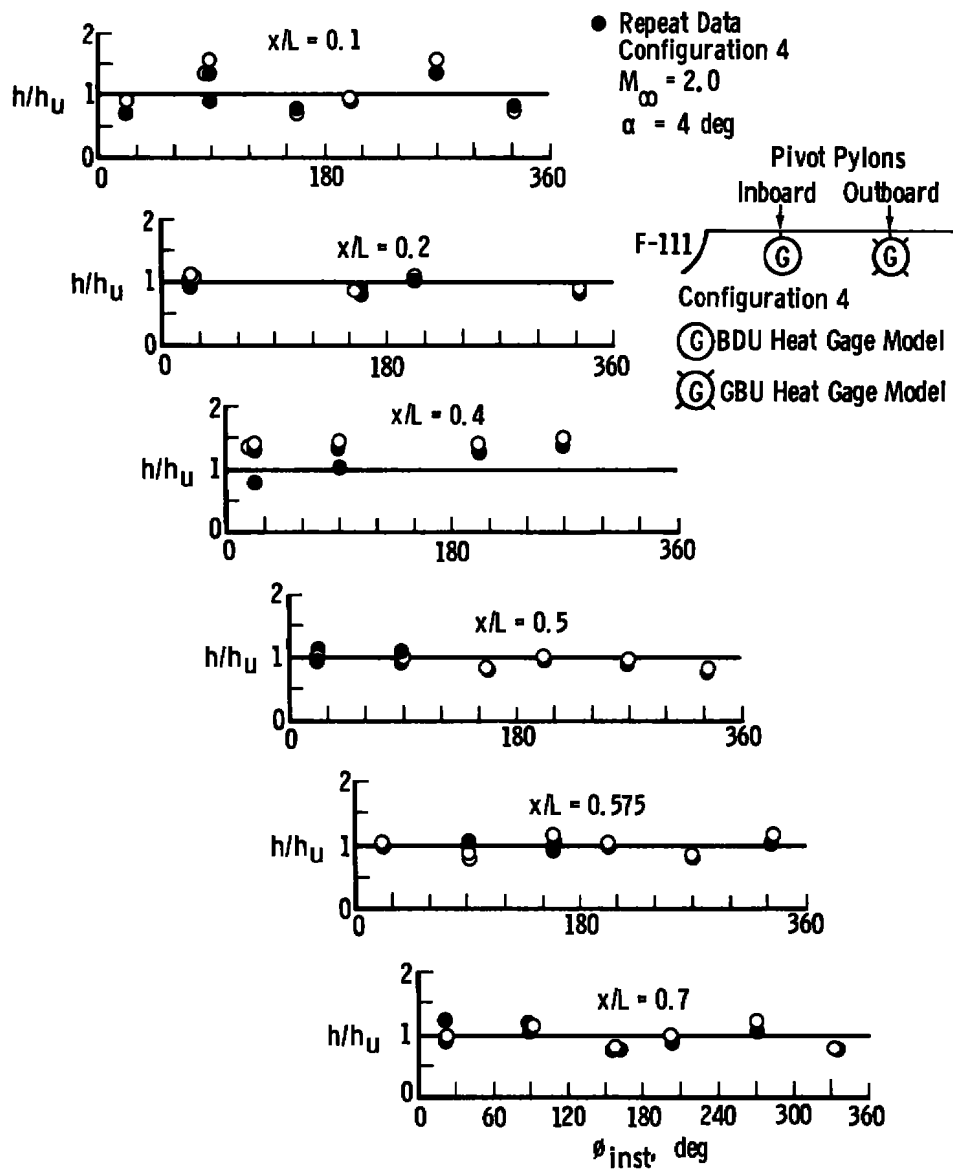 x/L = 0.1
2
h/hu 1
0
0 180 360
● Repeat Data
Configuration 4
M∞ = 2.0
α = 4 deg
Pivot Pylons
Inboard Outboard
F-111
G G
Configuration 4
G BDU Heat Gage Model
G GBU Heat Gage Model
x/L = 0.2
2
h/hu 1
0
0 180 360
x/L = 0.4
2
h/hu 1
0
0 180 360
x/L = 0.5
2
h/hu 1
0
0 180 360
x/L = 0.575
2
h/hu 1
0
0 180 360
x/L = 0.7
2
h/hu 1
0
0 60 120 180 240 300 360
øinst, deg